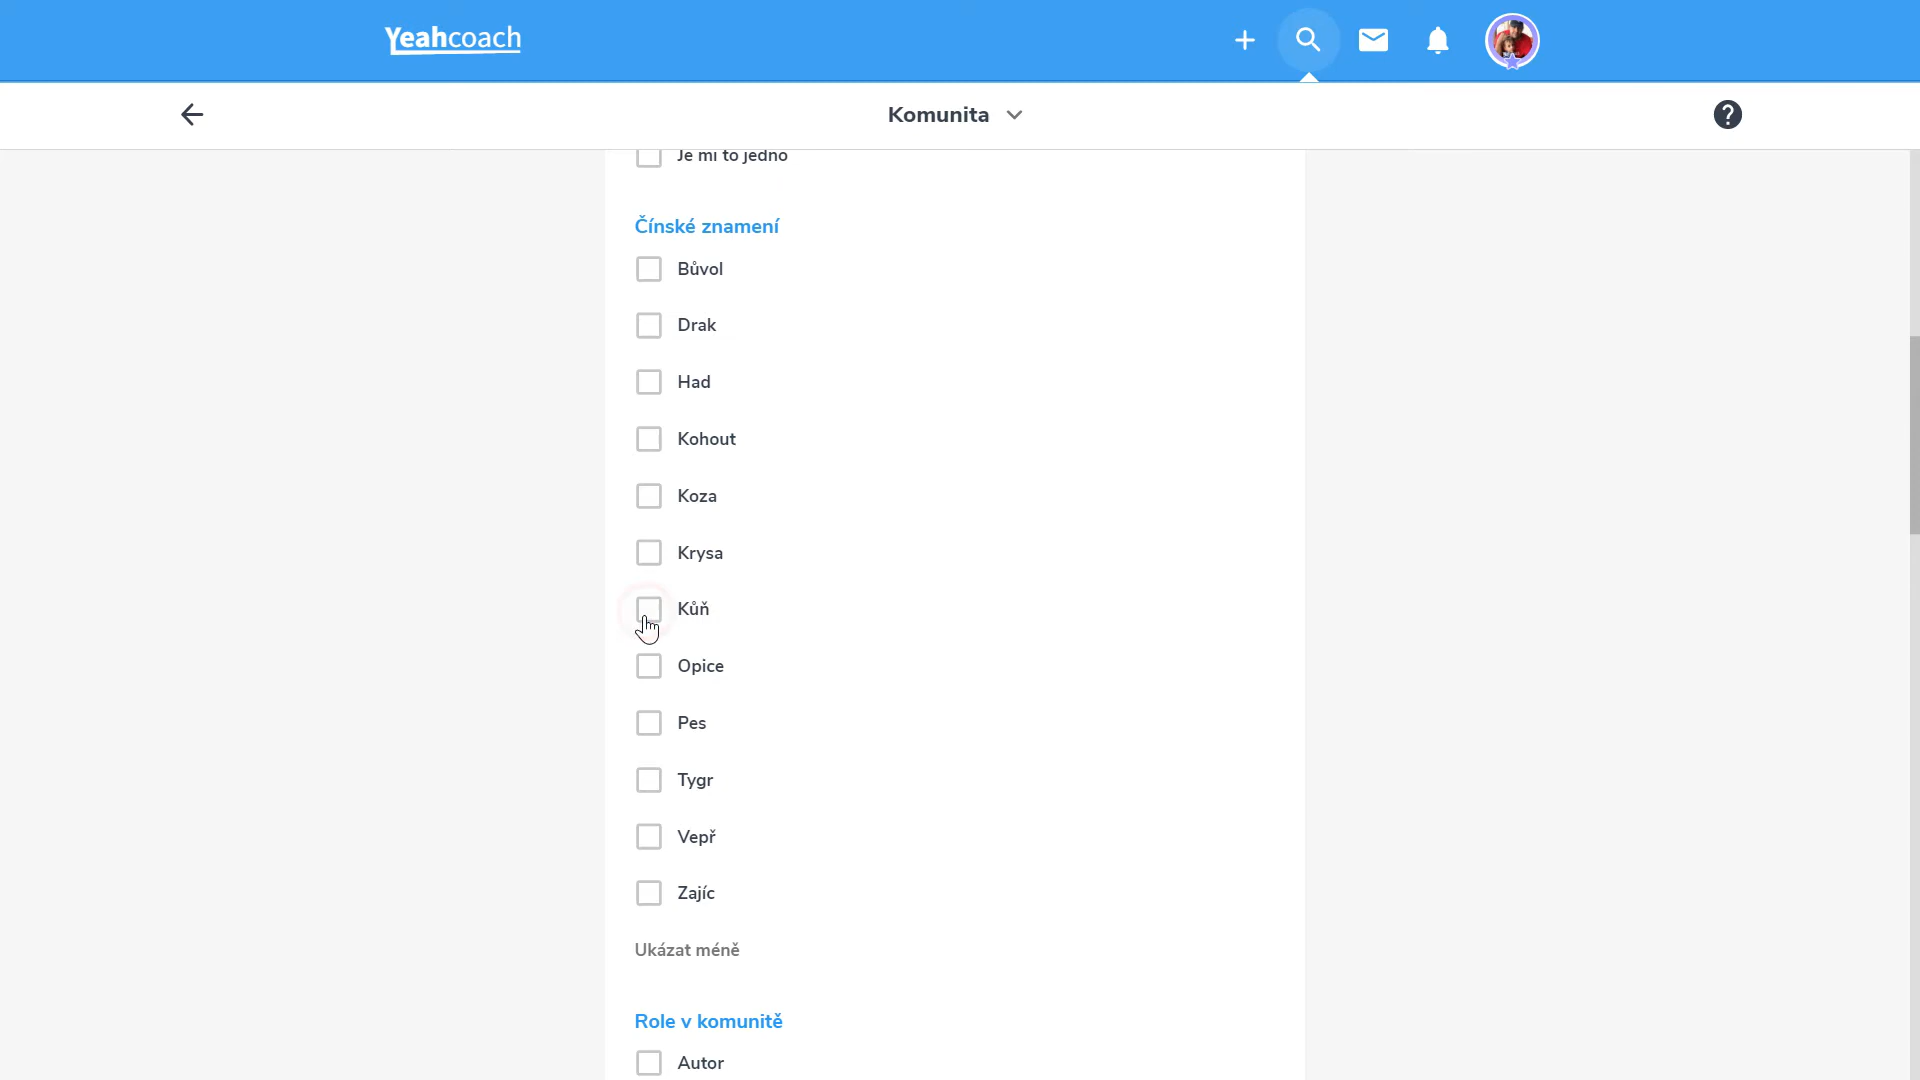 Yeahcoach
Komunita
Je mi to jedno
Čínské znamení
Bůvol
Drak
Had
Kohout
Koza
Krysa
Kůň
Opice
Pes
Tygr
Vepř
Zajíc
Ukázat méně
Role v komunitě
Autor